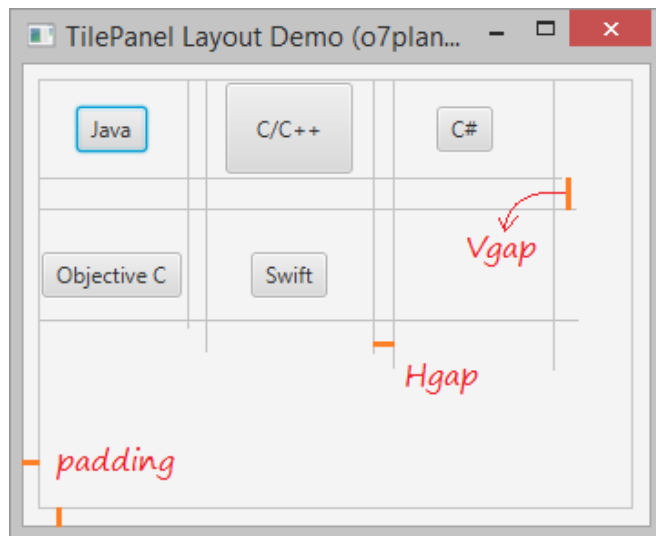 TilePanel Layout Demo (o7plan...
Java
C/C++
C#
Vgap
Objective C
Swift
Hgap
padding